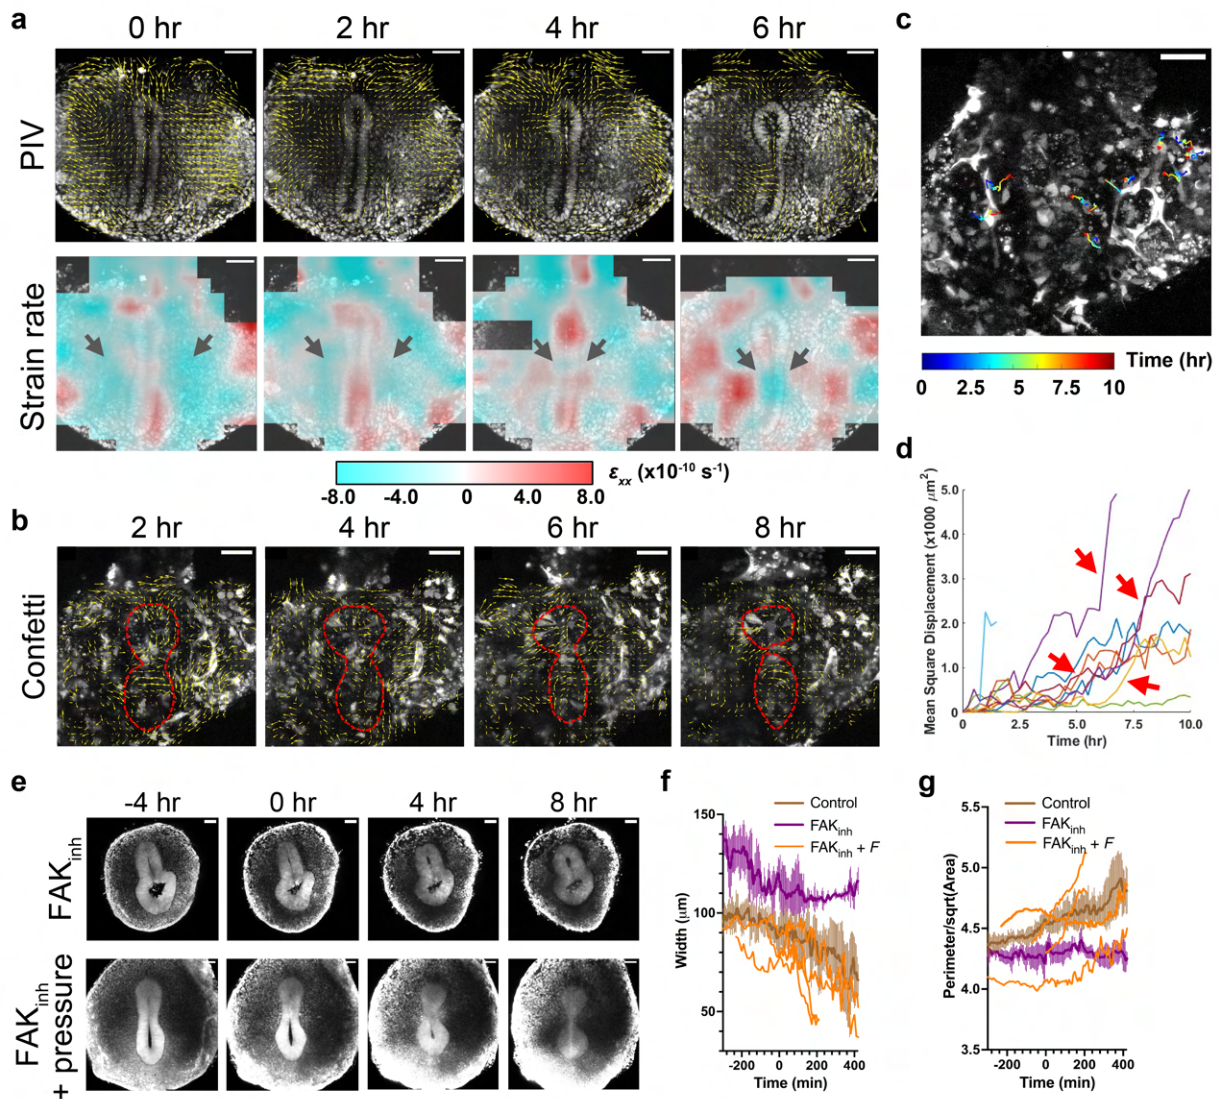 a
0 hr
2 hr
4 hr
6 hr
PIV
Strain rate
εxx (x10⁻¹⁰ s⁻¹)
-8.0
-4.0
0
4.0
8.0
b
2 hr
4 hr
6 hr
8 hr
Confetti
c
Time (hr)
0
2.5
5
7.5
10
d
Mean Square Displacement (x1000 μm²)
5.0
4.0
3.0
2.0
1.0
0
0
2.5
5.0
7.5
10.0
Time (hr)
e
-4 hr
0 hr
4 hr
8 hr
FAKinh
FAKinh
+ pressure
f
Control
FAKinh
FAKinh + F
Width (μm)
150
100
50
-200
0
200
400
Time (min)
g
Control
FAKinh
FAKinh + F
Perimeter/sqrt(Area)
5.5
5.0
4.5
4.0
3.5
-200
0
200
400
Time (min)